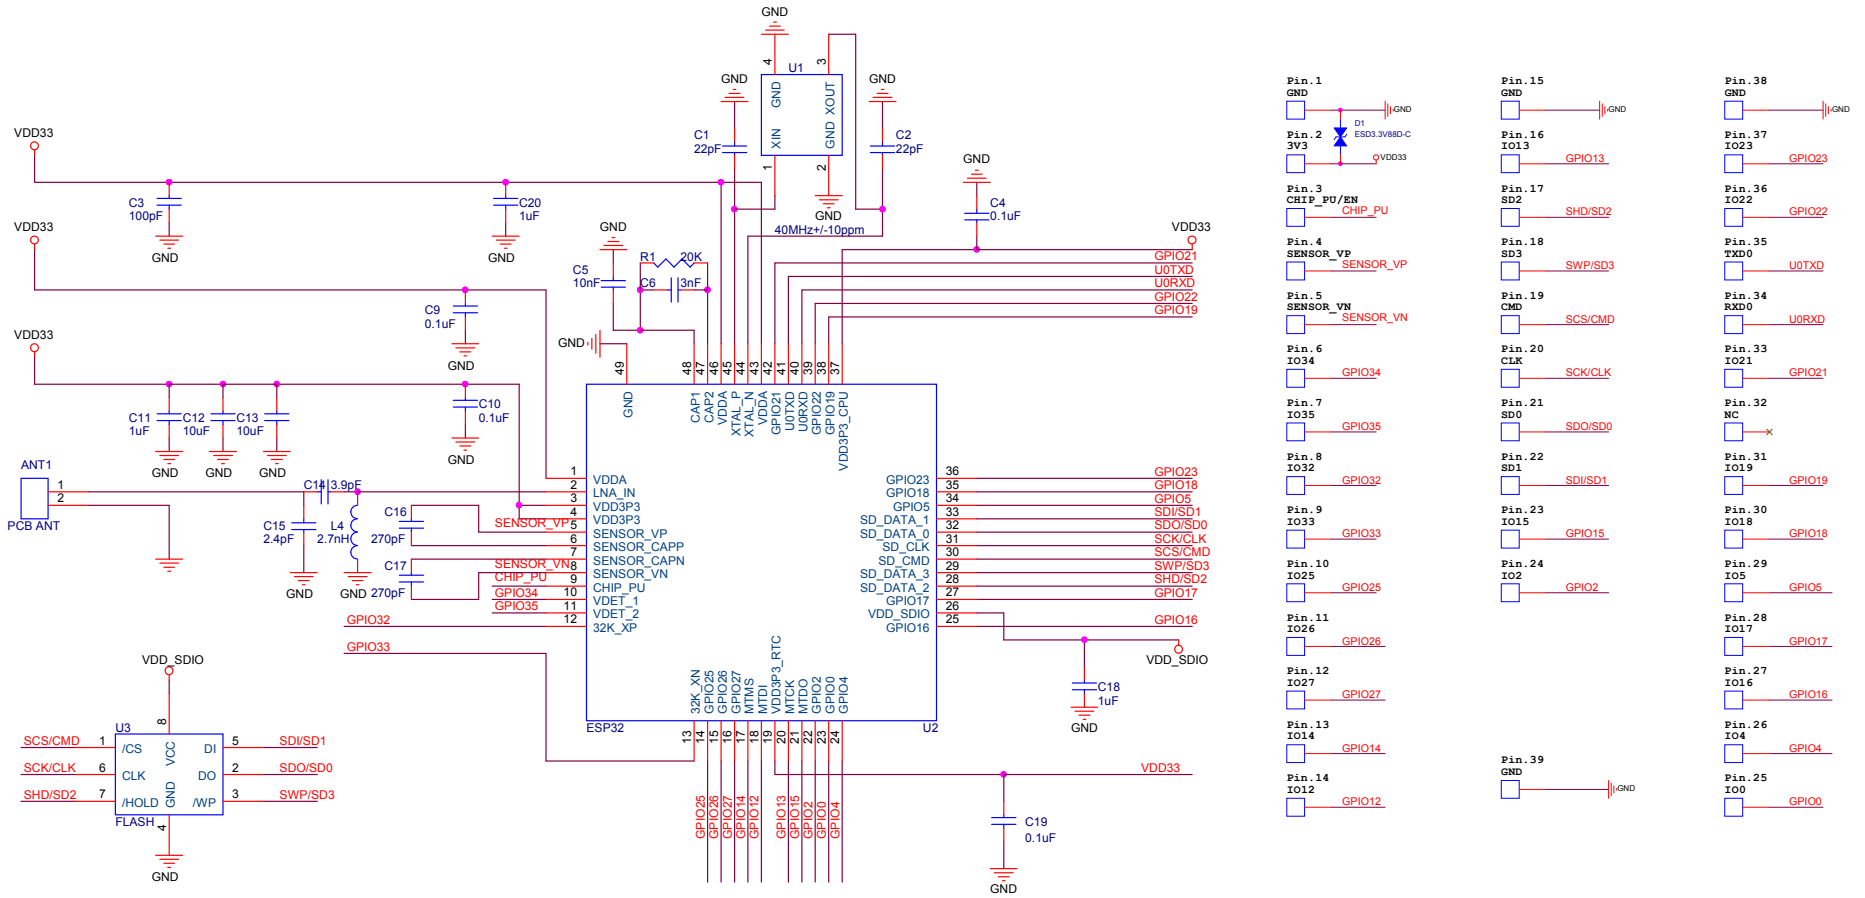 GND
4
3
U1
GND
XOUT
XIN
GND
1
2
GND
GND
C1
22pF
GND
C2
22pF
40MHz+/-10ppm
VDD33
C3
100pF
GND
C20
1uF
GND
VDD33
C9
0.1uF
GND
VDD33
C11
1uF
GND
C12
10uF
GND
C13
10uF
GND
C10
0.1uF
GND
GND
C5
10nF
R1
20K
C6
3nF
GND
GND
C4
0.1uF
VDD33
GPIO21
U0TXD
U0RXD
GPIO22
GPIO19
49
48
47
46
45
44
43
42
41
40
39
38
37
GND
CAP1
CAP2
VDDA
XTAL_P
XTAL_N
VDDA
GPIO21
U0TXD
U0RXD
GPIO22
GPIO19
VDD3P3_CPU
ANT1
1
2
PCB ANT
C14
3.9pF
C15
2.4pF
GND
L4
2.7nH
GND
C16
270pF
C17
270pF
SENSOR_VP
SENSOR_VN
CHIP_PU
GPIO34
GPIO35
GPIO32
GPIO33
1
VDDA
2
LNA_IN
3
VDD3P3
4
VDD3P3
5
SENSOR_VP
6
SENSOR_CAPP
7
SENSOR_CAPN
8
SENSOR_VN
9
CHIP_PU
10
VDET_1
11
VDET_2
12
32K_XP
GPIO23
36
GPIO23
GPIO18
35
GPIO18
GPIO5
34
GPIO5
SD_DATA_1
33
SDI/SD1
SD_DATA_0
32
SDO/SD0
SD_CLK
31
SCK/CLK
SD_CMD
30
SCS/CMD
SD_DATA_3
29
SWP/SD3
SD_DATA_2
28
SHD/SD2
GPIO17
27
GPIO17
VDD_SDIO
26
GPIO16
25
GPIO16
VDD_SDIO
C18
1uF
GND
32K_XN
GPIO25
GPIO26
GPIO27
MTMS
MTDI
VDD3P3_RTC
MTCK
MTDO
GPIO2
GPIO0
GPIO4
ESP32
U2
13
14
15
16
17
18
19
20
21
22
23
24
GPIO25
GPIO26
GPIO27
GPIO14
GPIO12
GPIO13
GPIO15
GPIO2
GPIO0
GPIO4
VDD33
C19
0.1uF
GND
VDD_SDIO
8
U3
SCS/CMD
1
/CS
SCK/CLK
6
CLK
SHD/SD2
7
/HOLD
VCC
GND
DI
5
SDI/SD1
DO
2
SDO/SD0
/WP
3
SWP/SD3
FLASH
4
GND
Pin.1
GND
GND
D1
ESD3.3V88D-C
Pin.2
3V3
VDD33
Pin.3
CHIP_PU/EN
CHIP_PU
Pin.4
SENSOR_VP
SENSOR_VP
Pin.5
SENSOR_VN
SENSOR_VN
Pin.6
IO34
GPIO34
Pin.7
IO35
GPIO35
Pin.8
IO32
GPIO32
Pin.9
IO33
GPIO33
Pin.10
IO25
GPIO25
Pin.11
IO26
GPIO26
Pin.12
IO27
GPIO27
Pin.13
IO14
GPIO14
Pin.14
IO12
GPIO12
Pin.15
GND
GND
Pin.16
IO13
GPIO13
Pin.17
SD2
SHD/SD2
Pin.18
SD3
SWP/SD3
Pin.19
CMD
SCS/CMD
Pin.20
CLK
SCK/CLK
Pin.21
SD0
SDO/SD0
Pin.22
SD1
SDI/SD1
Pin.23
IO15
GPIO15
Pin.24
IO2
GPIO2
Pin.39
GND
GND
Pin.38
GND
GND
Pin.37
IO23
GPIO23
Pin.36
IO22
GPIO22
Pin.35
TXD0
U0TXD
Pin.34
RXD0
U0RXD
Pin.33
IO21
GPIO21
Pin.32
NC
Pin.31
IO19
GPIO19
Pin.30
IO18
GPIO18
Pin.29
IO5
GPIO5
Pin.28
IO17
GPIO17
Pin.27
IO16
GPIO16
Pin.26
IO4
GPIO4
Pin.25
IO0
GPIO0